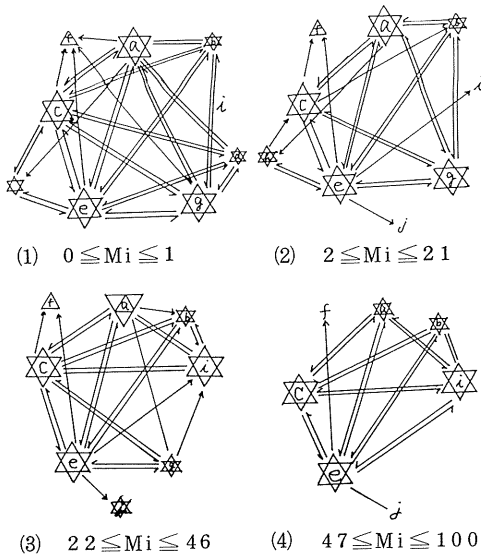 f a b
c i
e g
(1) 0≦Mi≦1
f a
c i
e g
j
(2) 2≦Mi≦21
f a b
c i
e
(3) 22≦Mi≦46
f
c i
e
j
(4) 47≦Mi≦100